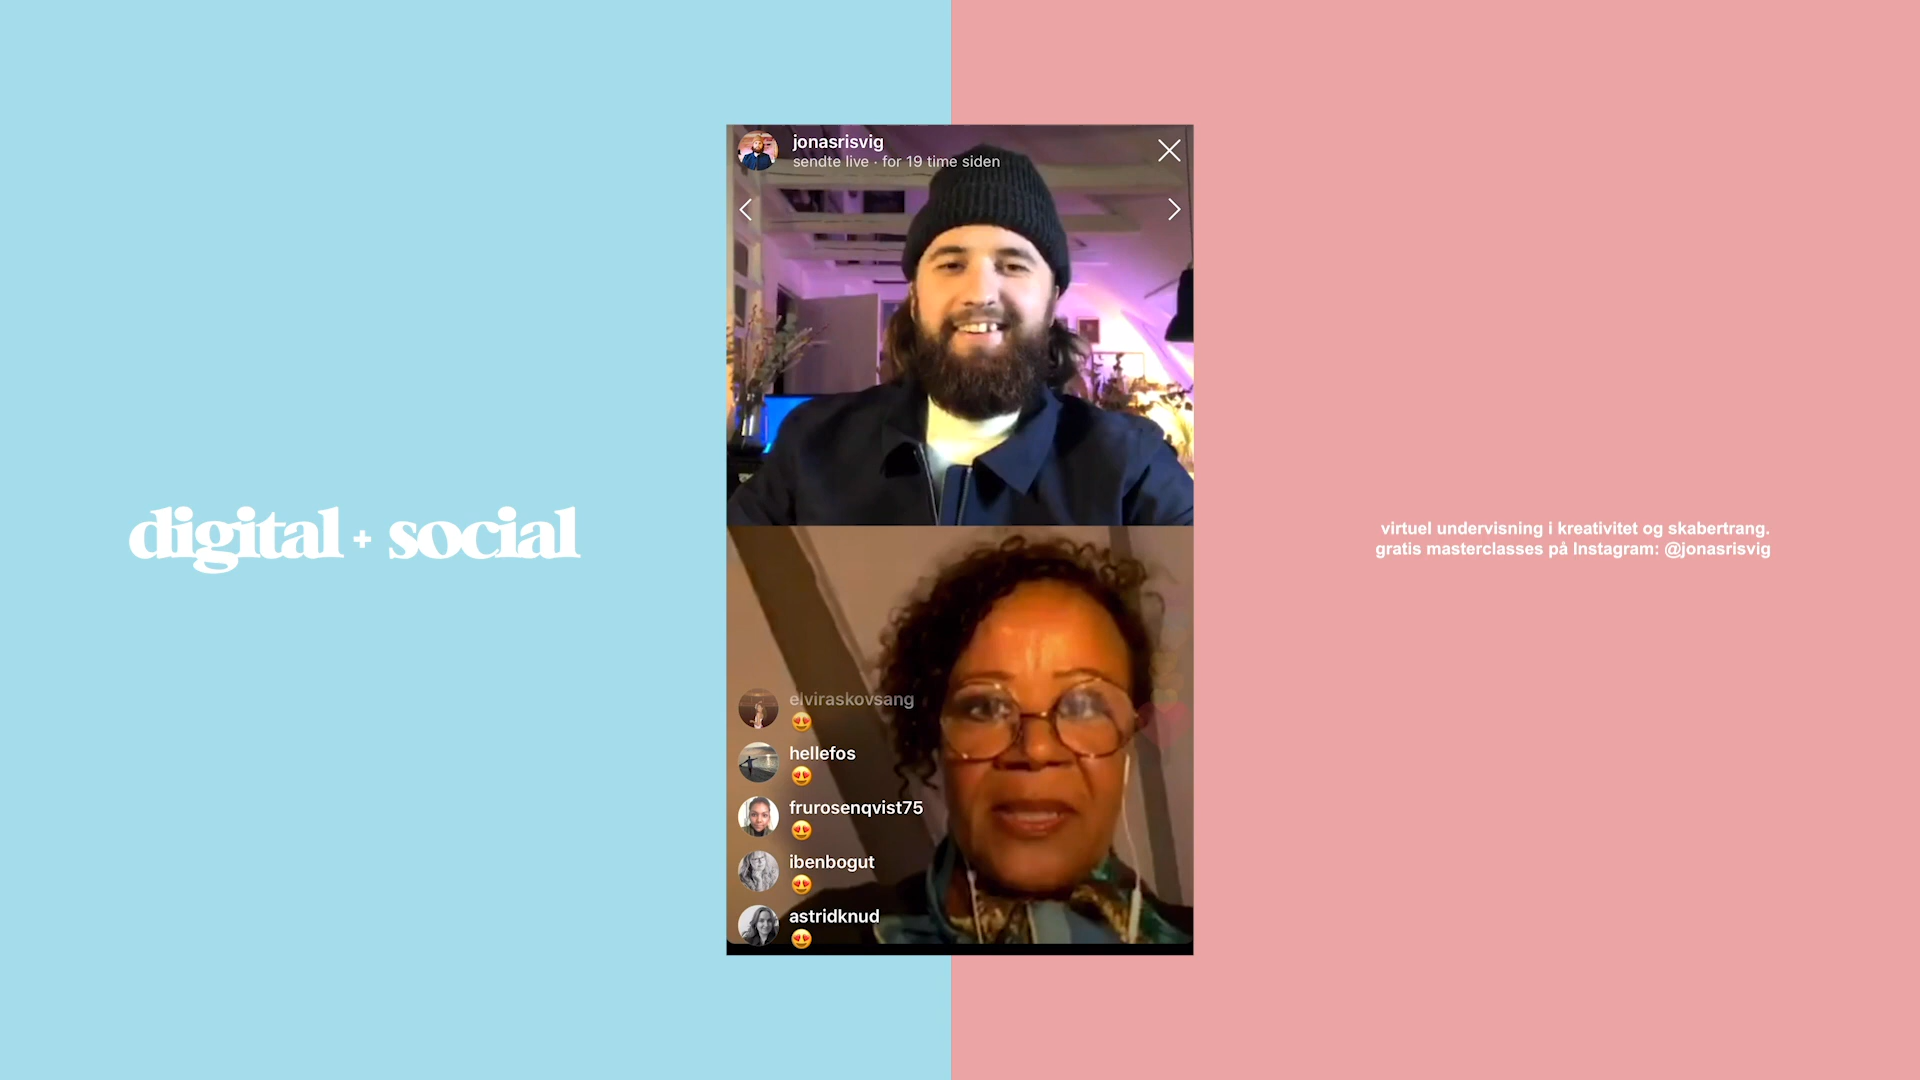 digital + social
jonasrisvig
sendte live · for 19 time siden
elviraskovsang
😍
hellefos
😍
frurosenqvist75
😍
ibenbogut
😍
astridknud
😍
virtuel undervisning i kreativitet og skabertrang.
gratis masterclasses på Instagram: @jonasrisvig